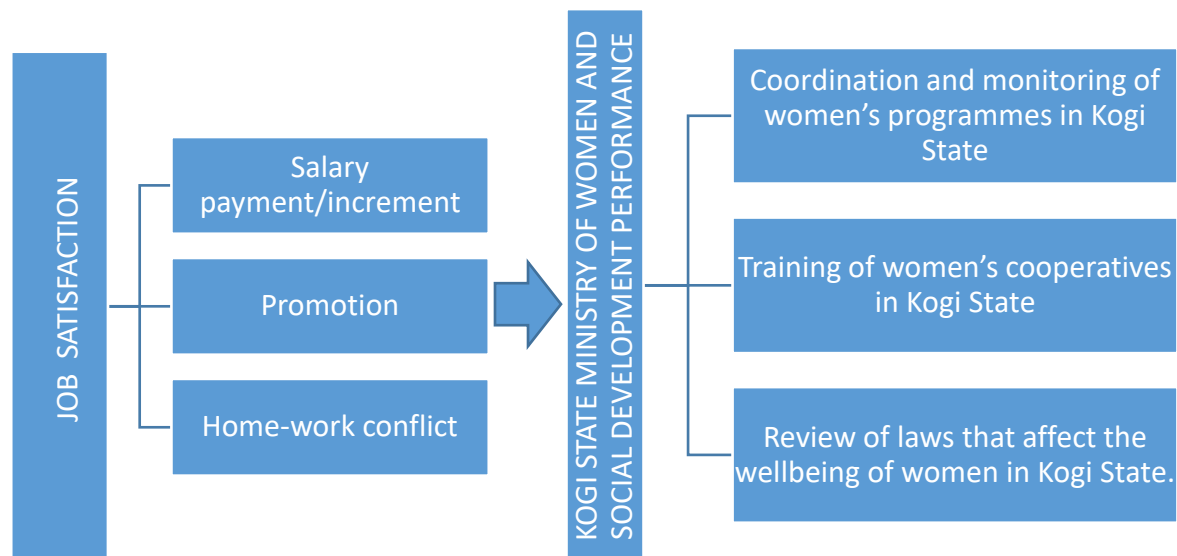 JOB SATISFACTION
Salary
payment/increment
Promotion
Home-work conflict
KOGI STATE MINISTRY OF WOMEN AND
SOCIAL DEVELOPMENT PERFORMANCE
Coordination and monitoring of
women’s programmes in Kogi
State
Training of women’s cooperatives
in Kogi State
Review of laws that affect the
wellbeing of women in Kogi State.